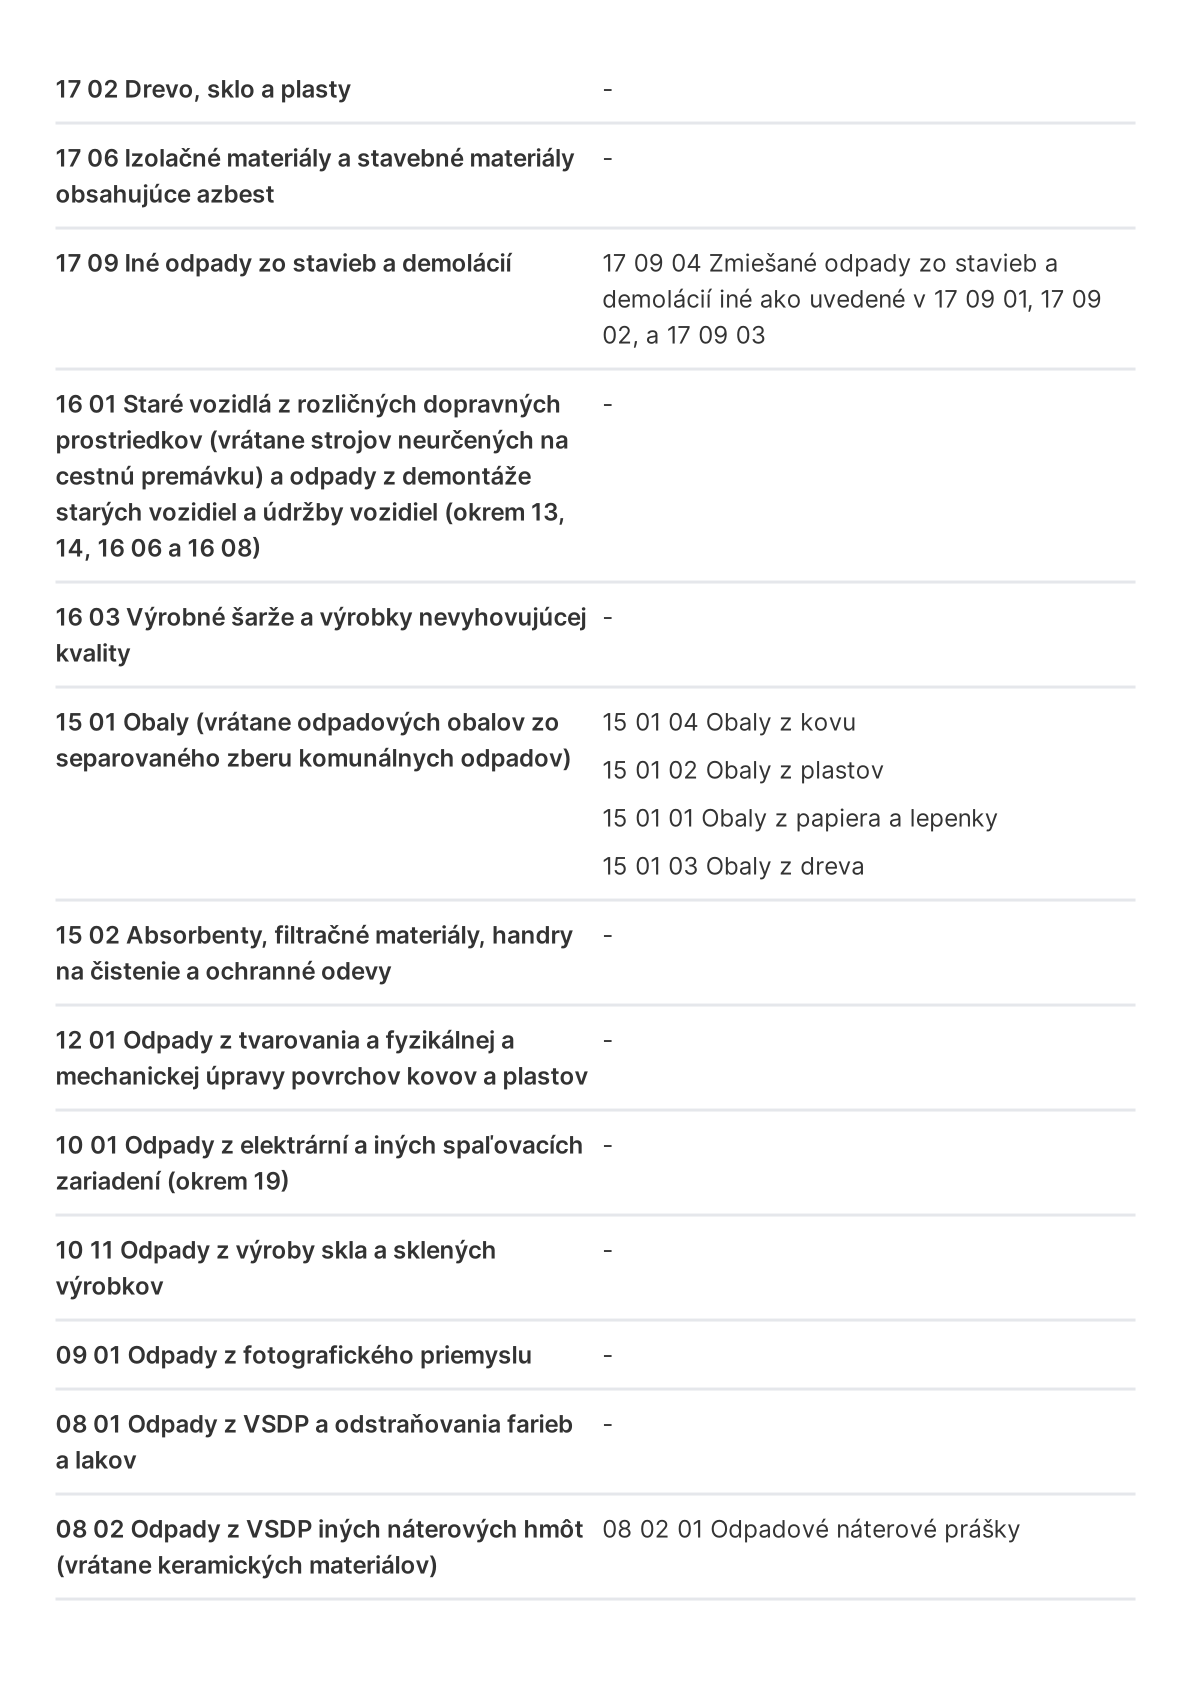 17 02 Drevo, sklo a plasty -
17 06 Izolačné materiály a stavebné materiály -
obsahujúce azbest
17 09 Iné odpady zo stavieb a demolácií 17 09 04 Zmiešané odpady zo stavieb a
demolácií iné ako uvedené v 17 09 01, 17 09
02, a 17 09 03
16 01 Staré vozidlá z rozličných dopravných -
prostriedkov (vrátane strojov neurčených na
cestnú premávku) a odpady z demontáže
starých vozidiel a údržby vozidiel (okrem 13,
14, 16 06 a 16 08)
16 03 Výrobné šarže a výrobky nevyhovujúcej -
kvality
15 01 Obaly (vrátane odpadových obalov zo
separovaného zberu komunálnych odpadov)
15 01 04 Obaly z kovu
15 01 02 Obaly z plastov
15 01 01 Obaly z papiera a lepenky
15 01 03 Obaly z dreva
15 02 Absorbenty, filtračné materiály, handry -
na čistenie a ochranné odevy
12 01 Odpady z tvarovania a fyzikálnej a -
mechanickej úpravy povrchov kovov a plastov
10 01 Odpady z elektrární a iných spaľovacích -
zariadení (okrem 19)
10 11 Odpady z výroby skla a sklených -
výrobkov
09 01 Odpady z fotografického priemyslu -
08 01 Odpady z VSDP a odstraňovania farieb -
a lakov
08 02 Odpady z VSDP iných náterových hmôt 08 02 01 Odpadové náterové prášky
(vrátane keramických materiálov)